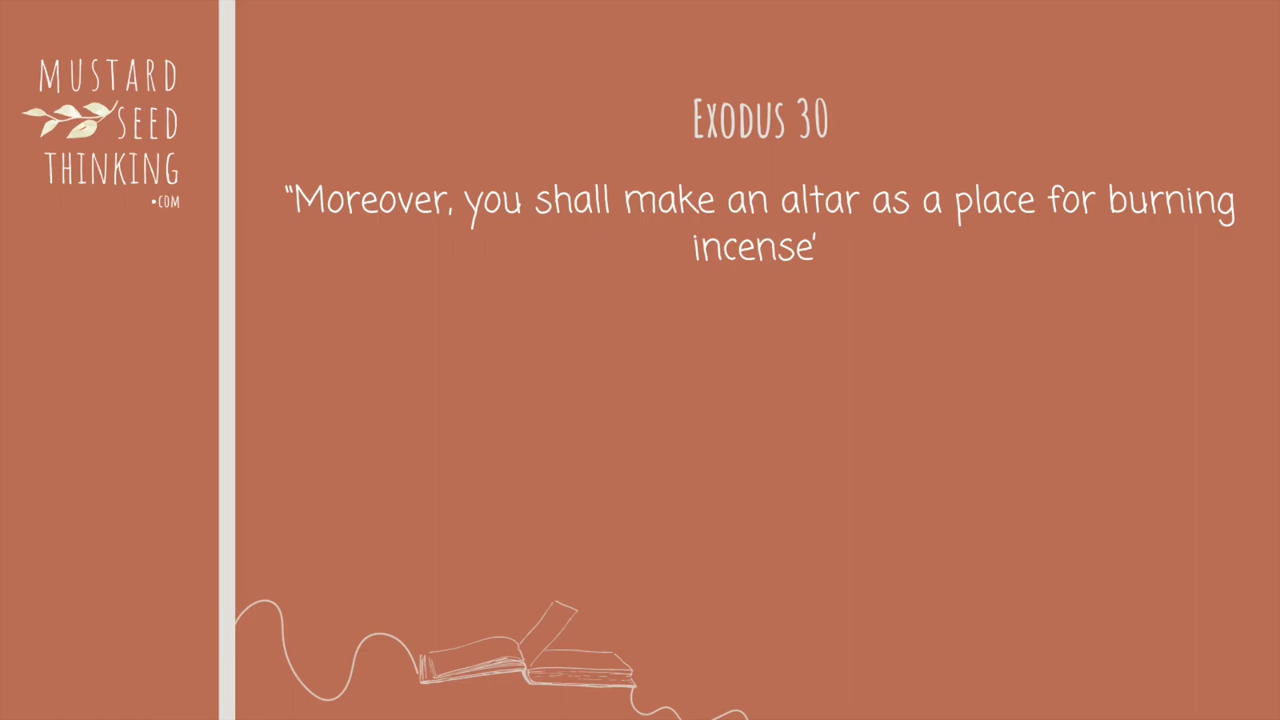 MUSTARD
SEED
THINKING
•COM
EXODUS 30
"Moreover, you shall make an altar as a place for burning
incense'